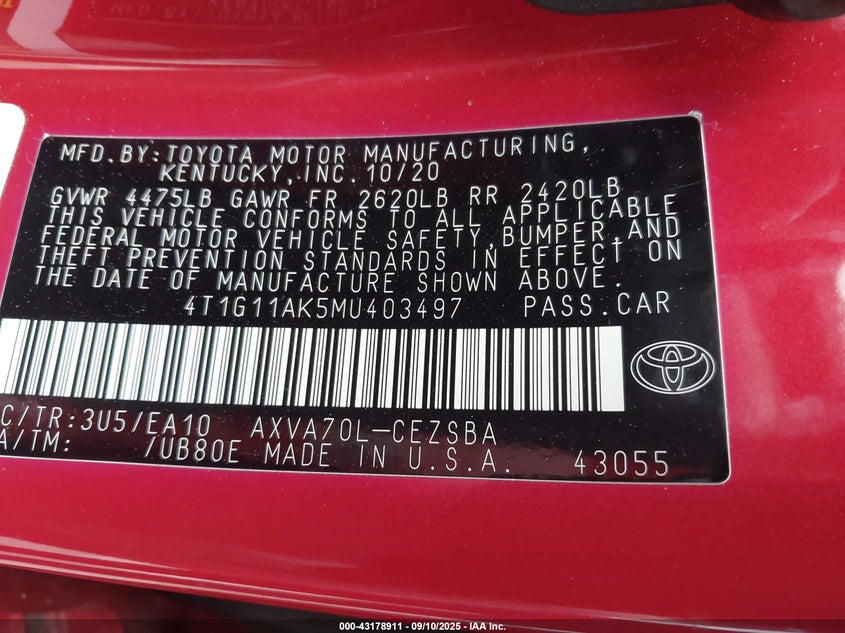 MFD.BY:TOYOTA MOTOR MANUFACTURING,
KENTUCKY,INC.10/20
GVWR 4475LB GAWR FR 2620LB RR 2420LB
THIS VEHICLE CONFORMS TO ALL APPLICABLE
FEDERAL MOTOR VEHICLE SAFETY,BUMPER,AND
THEFT PREVENTION STANDARDS IN EFFECT ON
THE DATE OF MANUFACTURE SHOWN ABOVE.
4T1G11AK5MU403497 PASS.CAR
C/TR:3U5/EA10 AXVA70L-CEZSBA
A/TM: /UB80E MADE IN U.S.A. 43055
000-43178911 - 09/10/2025 - IAA Inc.